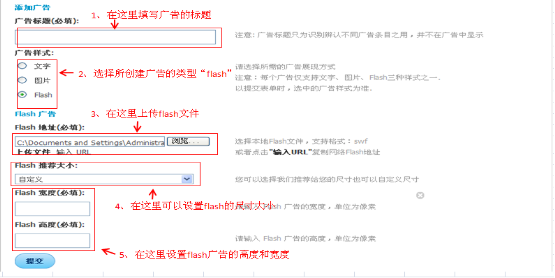 添加广告
广告标题(必填):
1、在这里填写广告的标题
注意:广告标题只为识别辨认不同广告条目之用，并不在广告中显示
广告样式:
文字
图片
Flash
2、选择所创建广告的类型“flash”
请选择所需的广告展现方式
注意：每个广告仅支持文字、图片、Flash三种样式之一.
以提交表单时，选中的广告样式为准.
3、在这里上传flash文件
Flash 广告
Flash 地址(必填):
C:\Documents and Settings\Administra
浏览...
上传文件 输入 URL
选择本地Flash文件，支持格式：swf
或者点击"输入URL"复制网络Flash地址
Flash 推荐大小:
自定义
您可以选择我们推荐给您的尺寸也可以自定义尺寸
4、在这里可以设置flash的尺寸大小
Flash 宽度(必填):
Flash 广告的宽度，单位为像素
Flash 高度(必填):
请输入 Flash 广告的高度，单位为像素
5、在这里设置flash广告的高度和宽度
提交